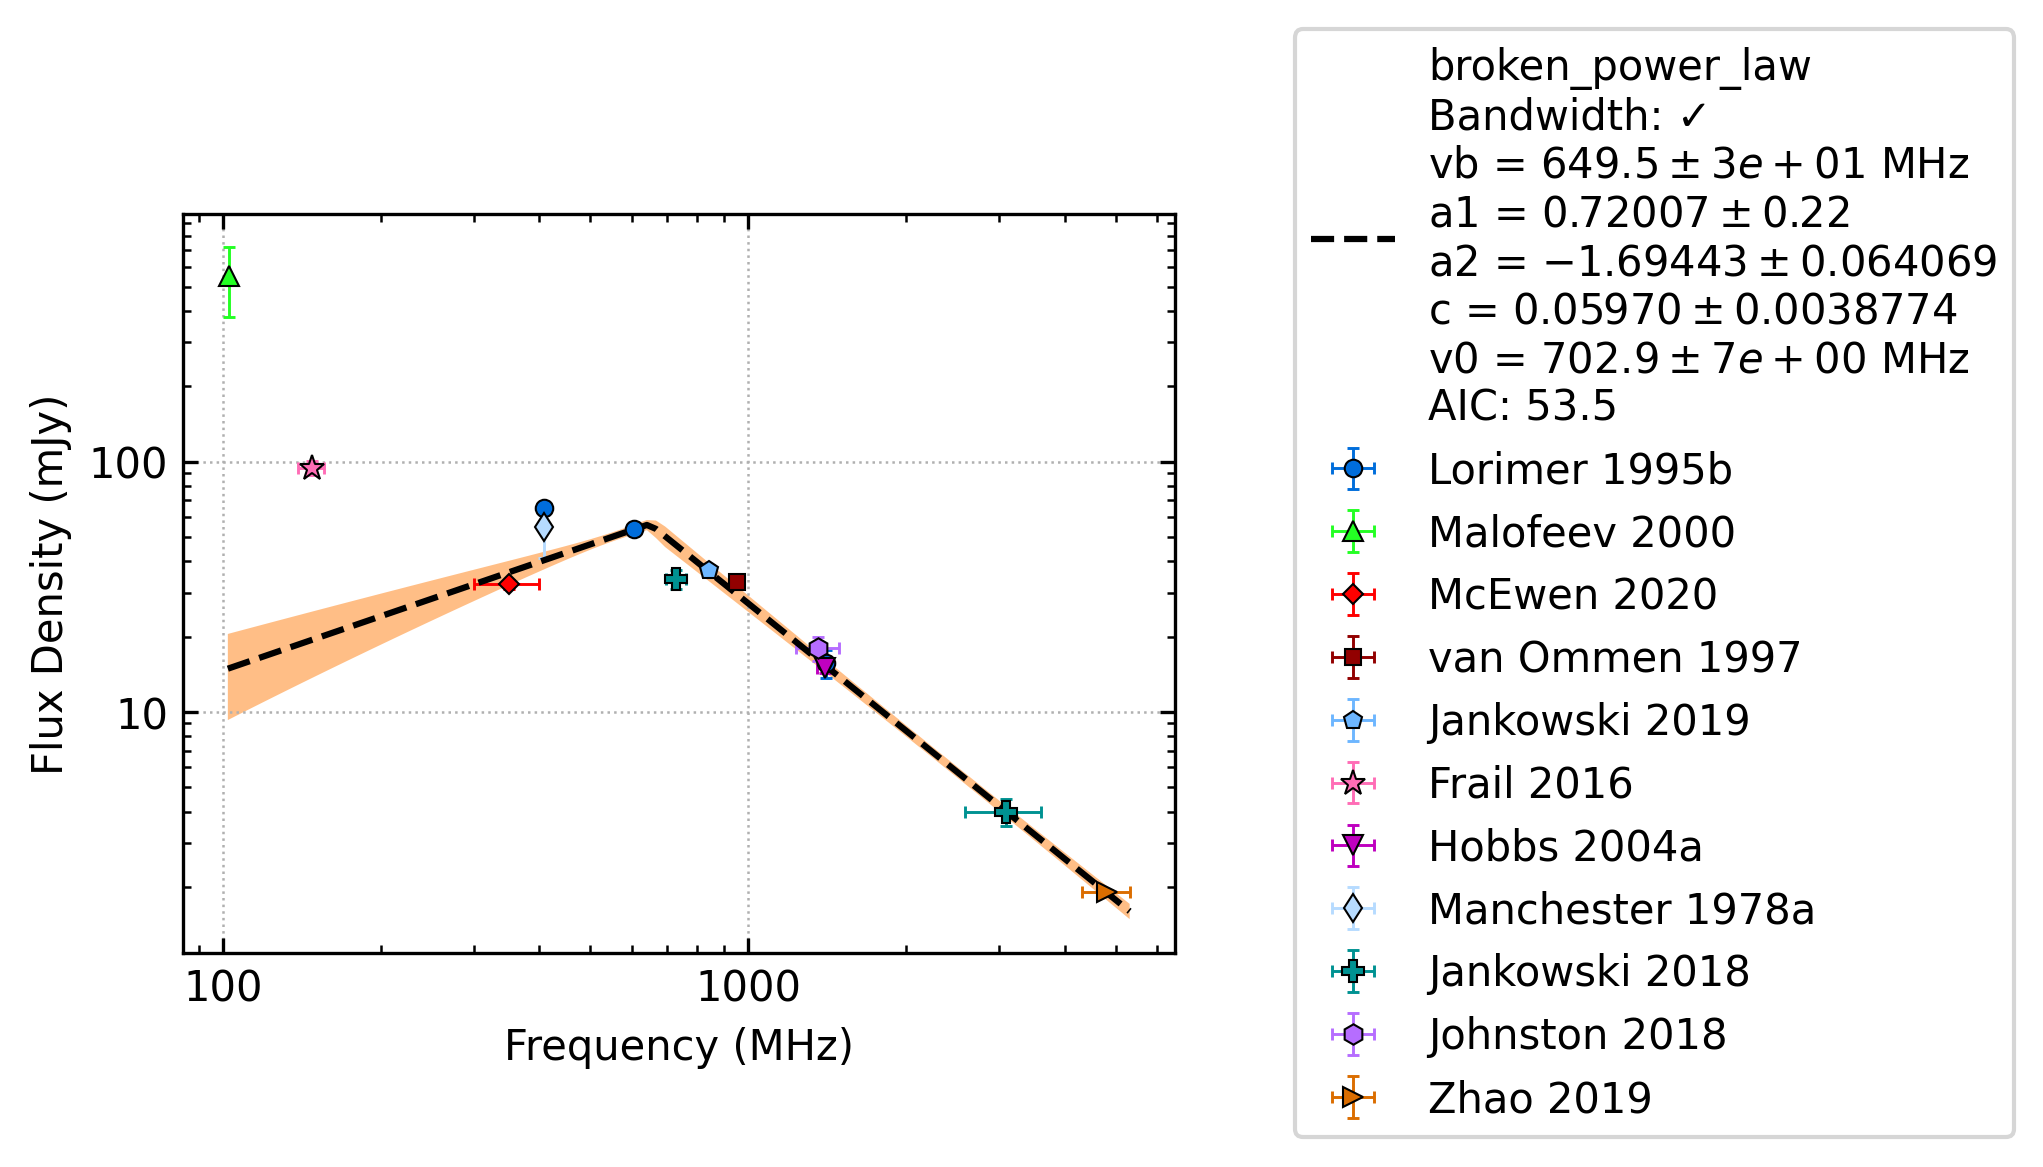 Flux Density (mJy)
100
10
100
1000
Frequency (MHz)
broken_power_law
Bandwidth: ✓
vb = 649.5 ± 3e + 01 MHz
a1 = 0.72007 ± 0.22
a2 = −1.69443 ± 0.064069
c = 0.05970 ± 0.0038774
v0 = 702.9 ± 7e + 00 MHz
AIC: 53.5
Lorimer 1995b
Malofeev 2000
McEwen 2020
van Ommen 1997
Jankowski 2019
Frail 2016
Hobbs 2004a
Manchester 1978a
Jankowski 2018
Johnston 2018
Zhao 2019